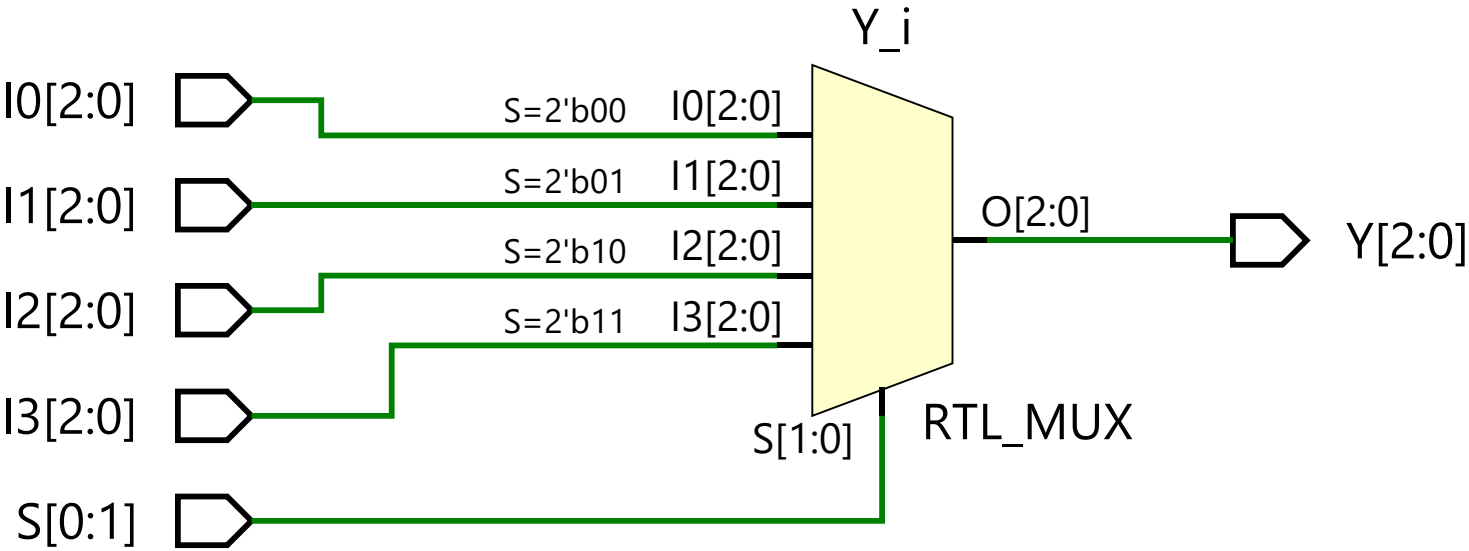 Y_i
I0[2:0]
S=2'b00
I0[2:0]
I1[2:0]
S=2'b01
I1[2:0]
O[2:0]
Y[2:0]
I2[2:0]
S=2'b10
I2[2:0]
I3[2:0]
S=2'b11
I3[2:0]
S[1:0]
RTL_MUX
S[0:1]